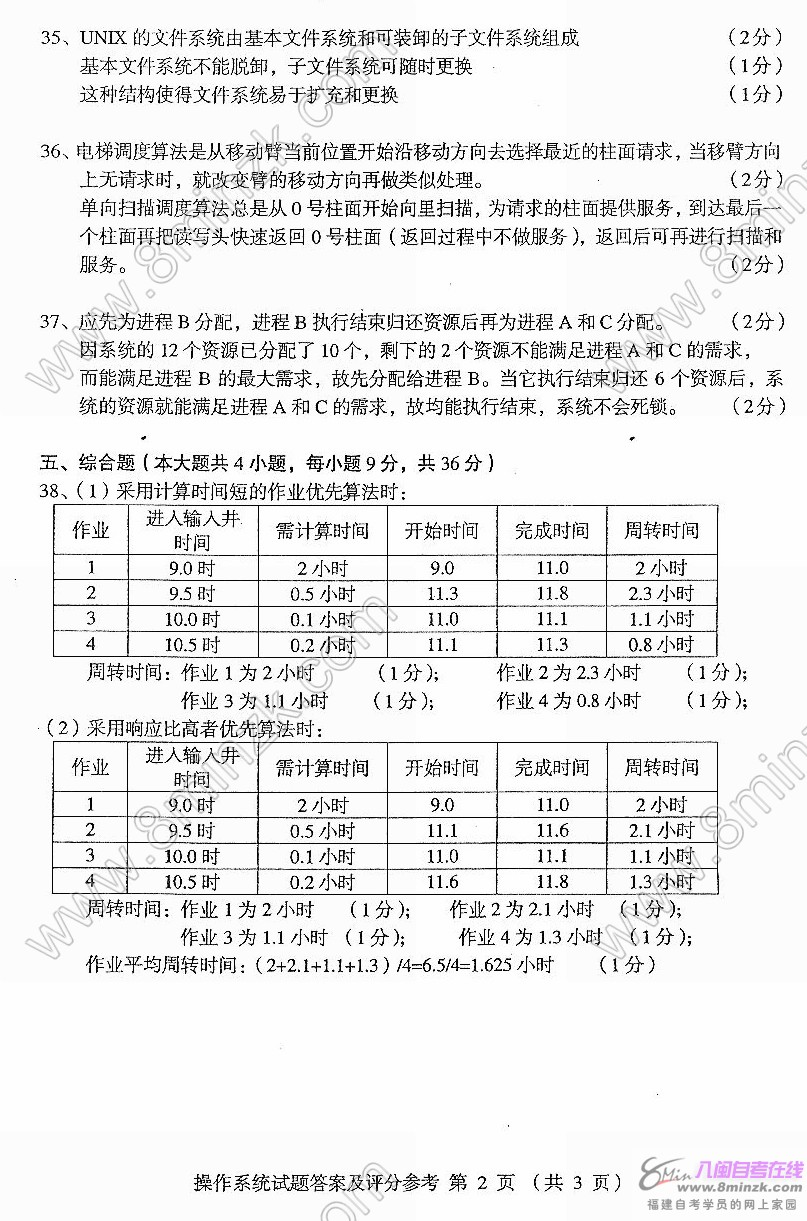 35、UNIX 的文件系统由基本文件系统和可装卸的子文件系统组成 (2分)
基本文件系统不能脱卸，子文件系统可随时更换 (1分)
这种结构使得文件系统易于扩充和更换 (1分)
36、电梯调度算法是从移动臂当前位置开始沿移动方向去选择最近的柱面请求，当移臂方向
上无请求时，就改变臂的移动方向再做类似处理。 (2分)
单向扫描调度算法总是从0号柱面开始向里扫描，为请求的柱面提供服务，到达最后一
个柱面再把读写头快速返回0号柱面（返回过程中不做服务），返回后可再进行扫描和
服务。 (2分)
37、应先为进程B分配，进程B执行结束归还资源后再为进程A和C分配。 (2分)
因系统的12个资源已分配了10个，剩下的2个资源不能满足进程A和C的需求，
而能满足进程B 的最大需求，故先分配给进程B。当它执行结束归还6个资源后，系
统的资源就能满足进程A和C的需求，故均能执行结束，系统不会死锁。 (2分)
五、综合题（本大题共4小题，每小题9分，共36分）
38、（1）采用计算时间短的作业优先算法时：
作业 进入输入井时间 需计算时间 开始时间 完成时间 周转时间
1 9.0时 2小时 9.0 11.0 2小时
2 9.5时 0.5小时 11.3 11.8 2.3小时
3 10.0时 0.1小时 11.0 11.1 1.1小时
4 10.5时 0.2小时 11.1 11.3 0.8小时
周转时间：作业1为2小时 （1分）； 作业2为2.3小时 （1分）；
作业3为1.1小时 （1分）； 作业4为0.8小时 （1分）；
（2）采用响应比高者优先算法时：
作业 进入输入井时间 需计算时间 开始时间 完成时间 周转时间
1 9.0时 2小时 9.0 11.0 2小时
2 9.5时 0.5小时 11.1 11.6 2.1小时
3 10.0时 0.1小时 11.0 11.1 1.1小时
4 10.5时 0.2小时 11.6 11.8 1.3小时
周转时间：作业1为2小时 （1分）； 作业2为2.1小时 （1分）；
作业3为1.1小时 （1分）； 作业4为1.3小时 （1分）；
作业平均周转时间：（2+2.1+1.1+1.3）/4=6.5/4=1.625小时 （1分）
操作系统试题答案及评分参考 第 2 页 （共 3 页）
8Min 八闽自考在线
www.8minzk.com
福建自考学员的网上家园
www.8minzk.com
www.8minzk.com
www.8minzk.com
www.8minzk.com